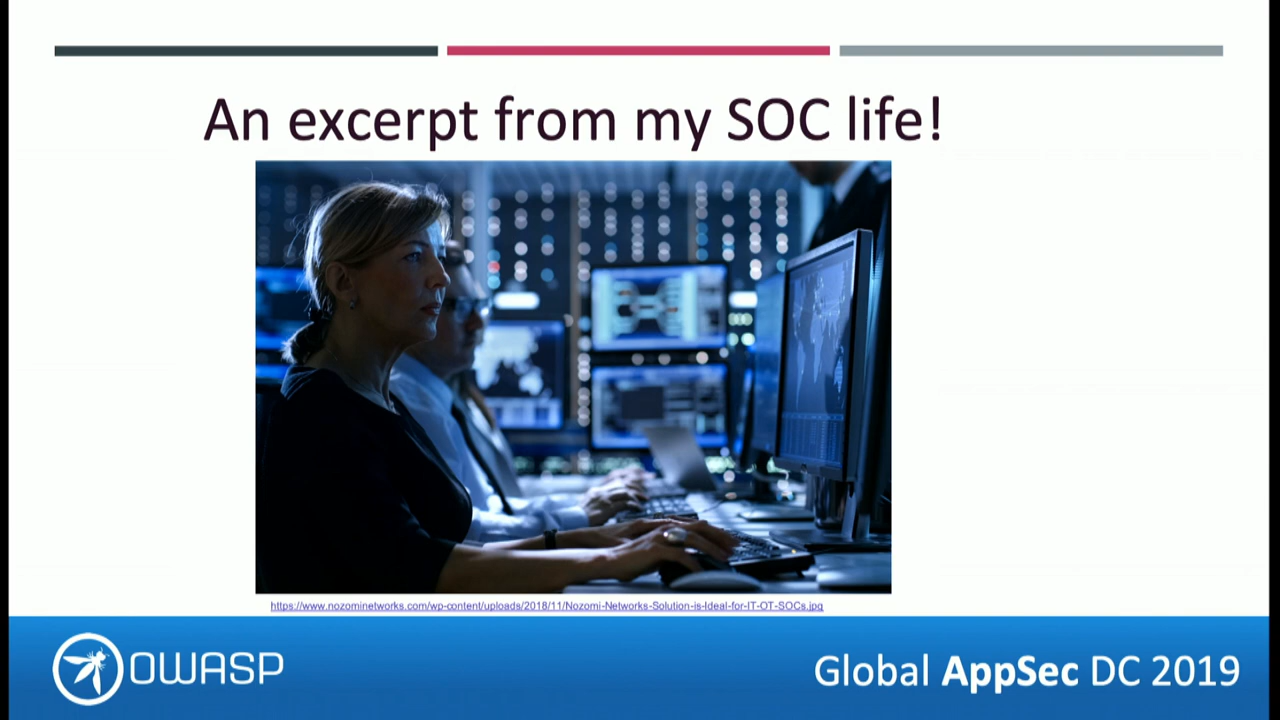 An excerpt from my SOC life!
https://www.nozominetworks.com/wp-content/uploads/2018/11/Nozomi-Networks-Solution-is-Ideal-for-IT-OT-SOCs.jpg
OWASP
Global AppSec DC 2019